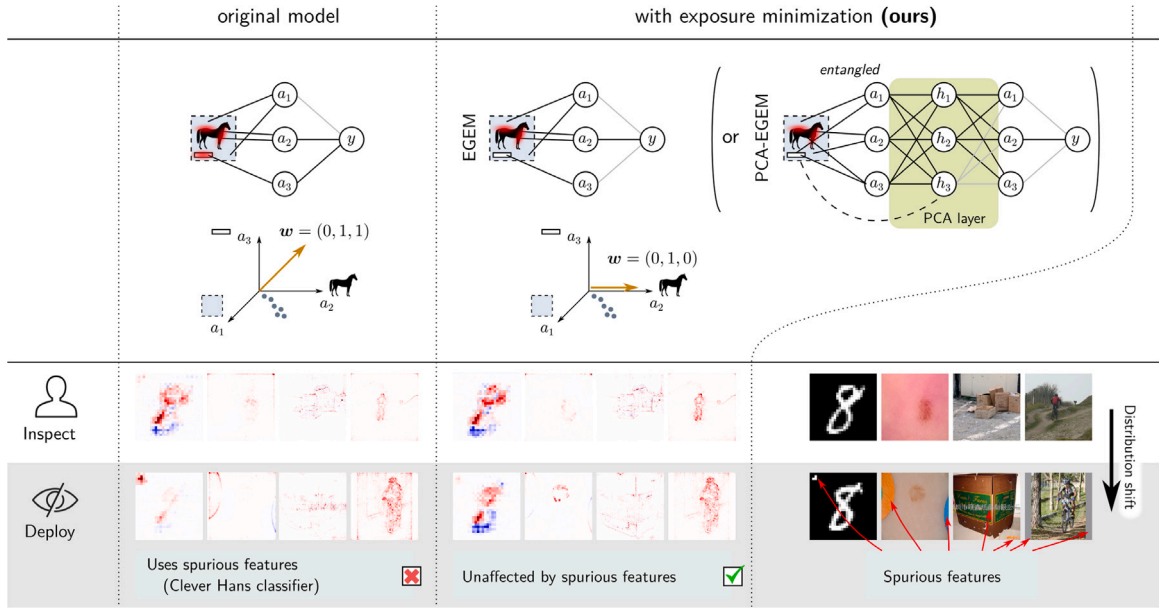 original model
with exposure minimization (ours)
a1
a2
a3
y
EGEM
a1
a2
a3
y
or
PCA-EGEM
entangled
a1
a2
a3
h1
h2
h3
a1
a2
a3
y
PCA layer
a3
w = (0, 1, 1)
a2
a1
a3
w = (0, 1, 0)
a2
a1
Inspect
Distribution shift
Deploy
Uses spurious features
(Clever Hans classifier)
Unaffected by spurious features
Spurious features